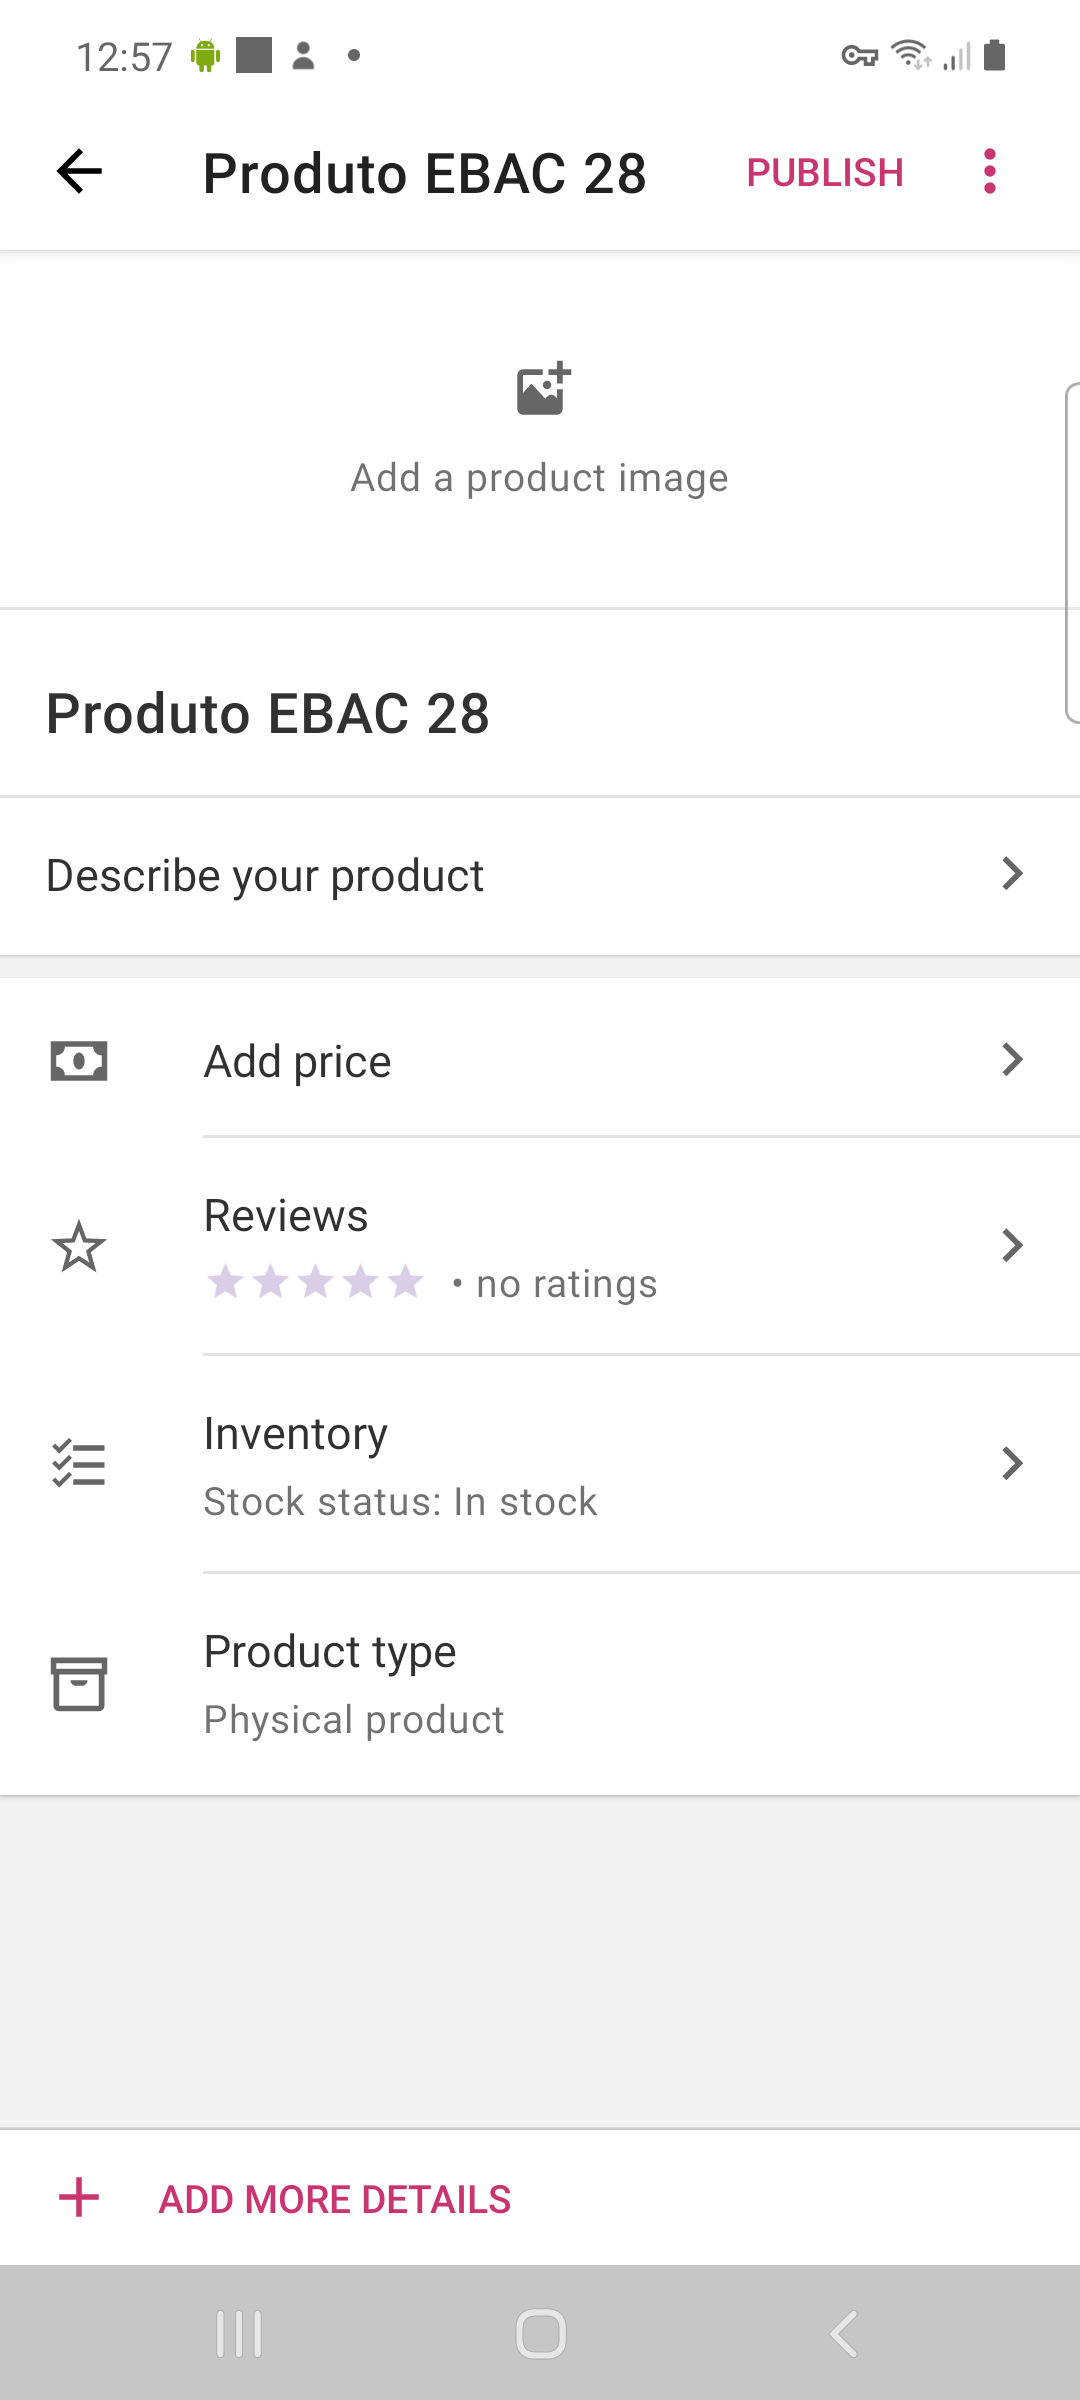 12:57
Produto EBAC 28
PUBLISH
Add a product image
Produto EBAC 28
Describe your product
Add price
Reviews
• no ratings
Inventory
Stock status: In stock
Product type
Physical product
ADD MORE DETAILS